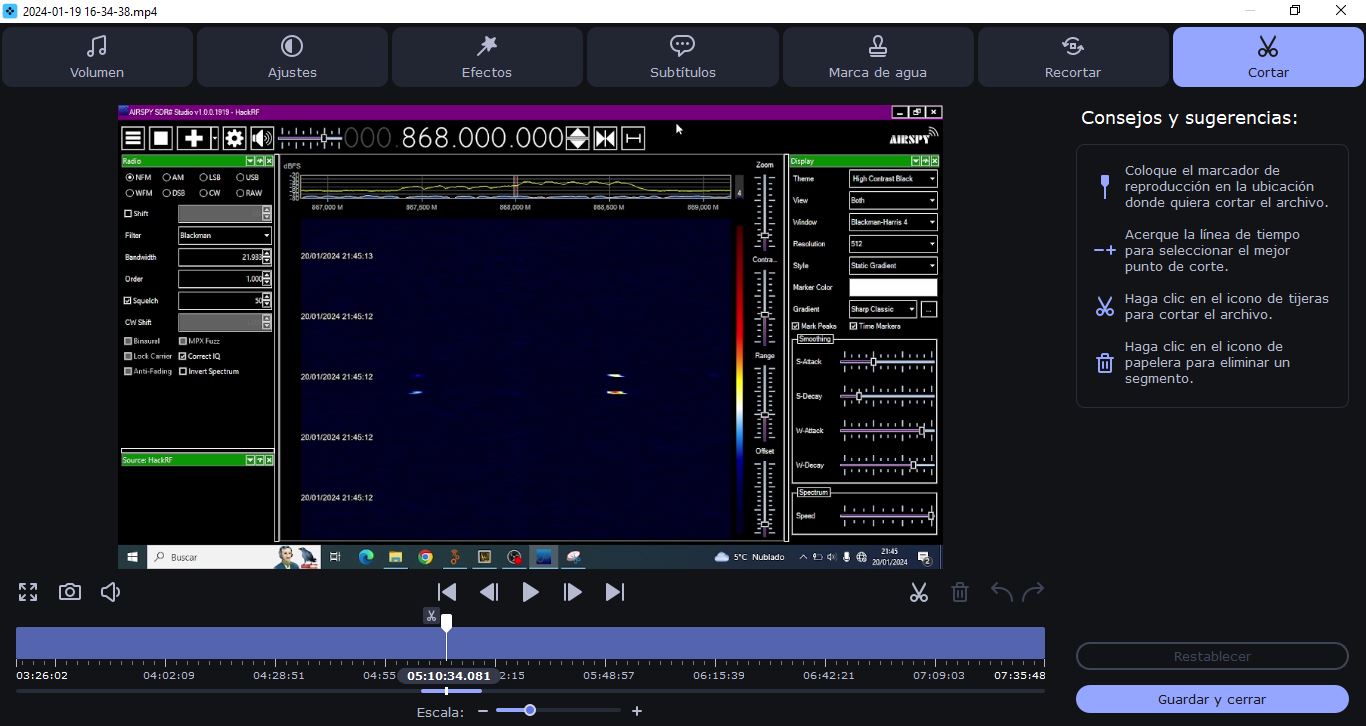 2024-01-19 16-34-38.mp4
Volumen
Ajustes
Efectos
Subtítulos
Marca de agua
Recortar
Cortar
AIRSPY SDR# Studio v1.0.0.1919 - HackRF
000.868.000.000
AIRSPY
Radio
NFM AM LSB USB
WFM DSB CW RAW
Shift
Filter Blackman
Bandwidth 21.933
Order 1,000
Squelch 50
CW Shift
Binaural MPX Fuzz
Lock Carrier Correct IQ
Anti-Fading Invert Spectrum
Source: HackRF
dBFS
4
867,000 M 867,500 M 868,000 M 868,500 M 869,000 M
20/01/2024 21:45:13
20/01/2024 21:45:12
20/01/2024 21:45:12
20/01/2024 21:45:12
20/01/2024 21:45:12
Zoom
Contra...
Range
Offset
Display
Theme High Contrast Black
View Both
Window Blackman-Harris 4
Resolution 512
Style Static Gradient
Marker Color
Gradient Sharp Classic ...
Mark Peaks Time Markers
Smoothing
S-Attack
S-Decay
W-Attack
W-Decay
Spectrum
Speed
Buscar
5°C Nublado
21:45
20/01/2024
2
Consejos y sugerencias:
Coloque el marcador de
reproducción en la ubicación
donde quiera cortar el archivo.
Acerque la línea de tiempo
para seleccionar el mejor
punto de corte.
Haga clic en el icono de tijeras
para cortar el archivo.
Haga clic en el icono de
papelera para eliminar un
segmento.
03:26:02 04:02:09 04:28:51 04:55 05:10:34.081 2:15 05:48:57 06:15:39 06:42:21 07:09:03 07:35:48
Escala:
Restablecer
Guardar y cerrar